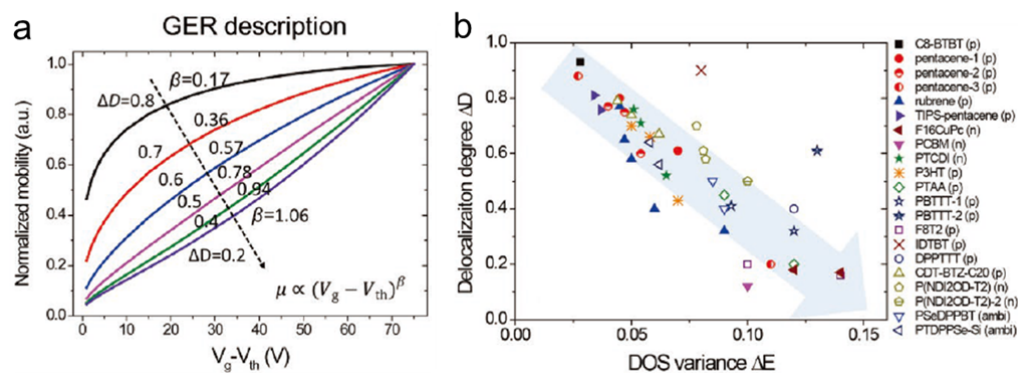 a
GER description
Normalized mobility (a.u.)
1.0
0.8
0.6
0.4
0.2
0.0
0
10
20
30
40
50
60
70
Vg-Vth (V)
ΔD=0.8
β=0.17
0.7
0.36
0.6
0.57
0.5
0.78
0.4
0.94
ΔD=0.2
β=1.06
μ ∝ (Vg − Vth)^β
b
Delocalization degree ΔD
1.0
0.8
0.6
0.4
0.2
0.0
0.00
0.05
0.10
0.15
DOS variance ΔE
C8-BTBT (p)
pentacene-1 (p)
pentacene-2 (p)
pentacene-3 (p)
rubrene (p)
TIPS-pentacene (p)
F16CuPc (n)
PCBM (n)
PTCDI (n)
P3HT (p)
PTAA (p)
PBTTT-1 (p)
PBTTT-2 (p)
F8T2 (p)
IDTBT (p)
DPPTTT (p)
CDT-BTZ-C20 (p)
P(NDI2OD-T2) (n)
P(NDI2OD-T2)-2 (n)
PSeDPPBT (ambi)
PTDPPSe-Si (ambi)